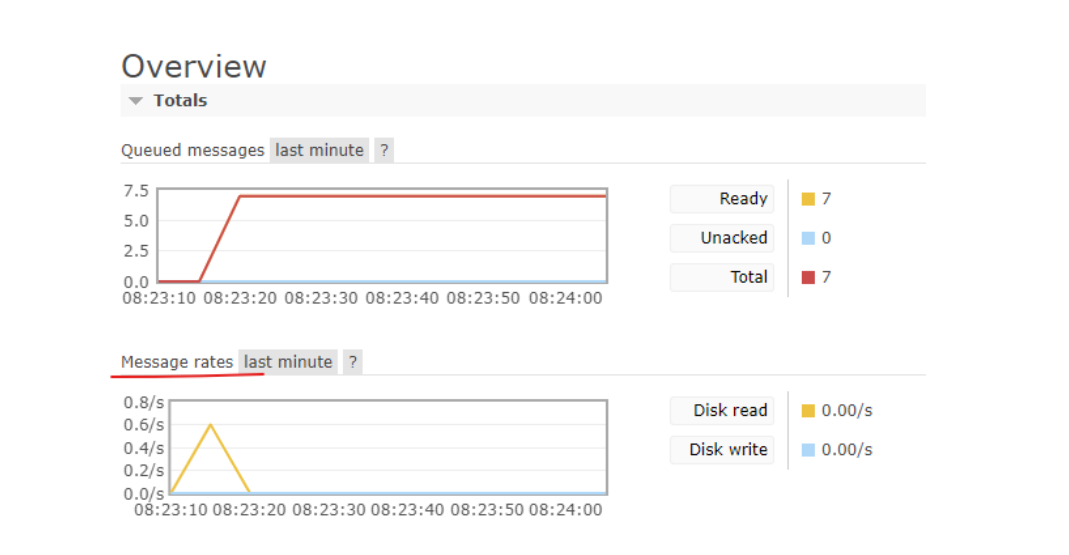 Overview
Totals
Queued messages last minute ?
7.5
5.0
2.5
0.0
08:23:10 08:23:20 08:23:30 08:23:40 08:23:50 08:24:00
Ready 7
Unacked 0
Total 7
Message rates last minute ?
0.8/s
0.6/s
0.4/s
0.2/s
0.0/s
08:23:10 08:23:20 08:23:30 08:23:40 08:23:50 08:24:00
Disk read 0.00/s
Disk write 0.00/s